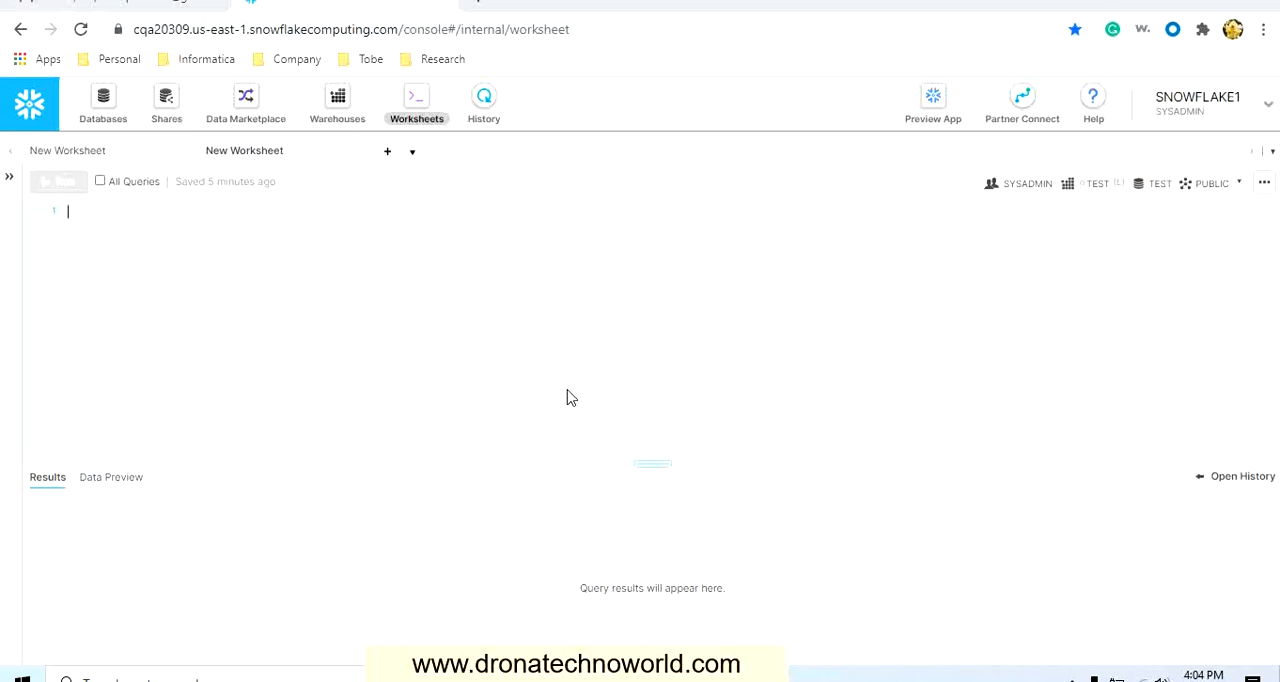 cqa20309.us-east-1.snowflakecomputing.com/console#/internal/worksheet
Apps Personal Informatica Company Tobe Research
Databases Shares Data Marketplace Warehouses Worksheets History Preview App Partner Connect Help SNOWFLAKE1 SYSADMIN
New Worksheet New Worksheet
All Queries Saved 5 minutes ago SYSADMIN TEST (L) TEST PUBLIC
1
Results Data Preview Open History
Query results will appear here.
www.dronatechnoworld.com
4:04 PM